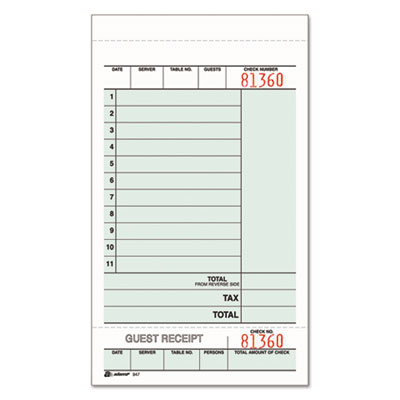 DATE SERVER TABLE NO. GUESTS CHECK NUMBER
81360
1
2
3
4
5
6
7
8
9
10
11
TOTAL
FROM REVERSE SIDE
TAX
TOTAL
GUEST RECEIPT
CHECK NO.
81360
DATE SERVER TABLE NO. PERSONS TOTAL AMOUNT OF CHECK
adams 947